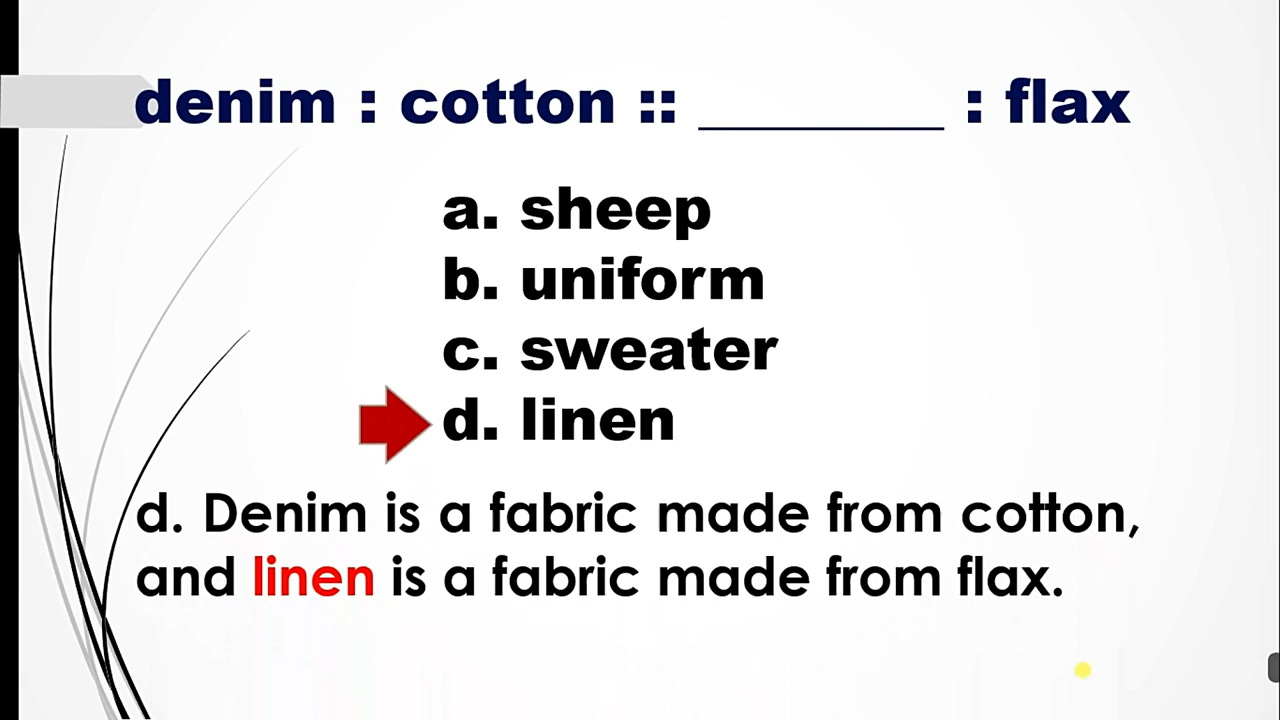 denim : cotton :: ________ : flax
a. sheep
b. uniform
c. sweater
d. linen
d. Denim is a fabric made from cotton,
and linen is a fabric made from flax.